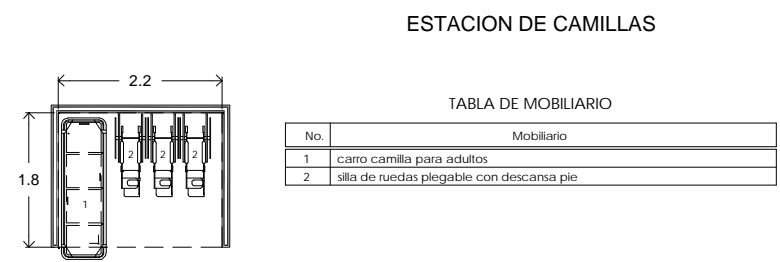 ESTACION DE CAMILLAS
2.2
1.8
2 2 2
1
TABLA DE MOBILIARIO
No. Mobiliario
1 carro camilla para adultos
2 silla de ruedas plegable con descansa pie